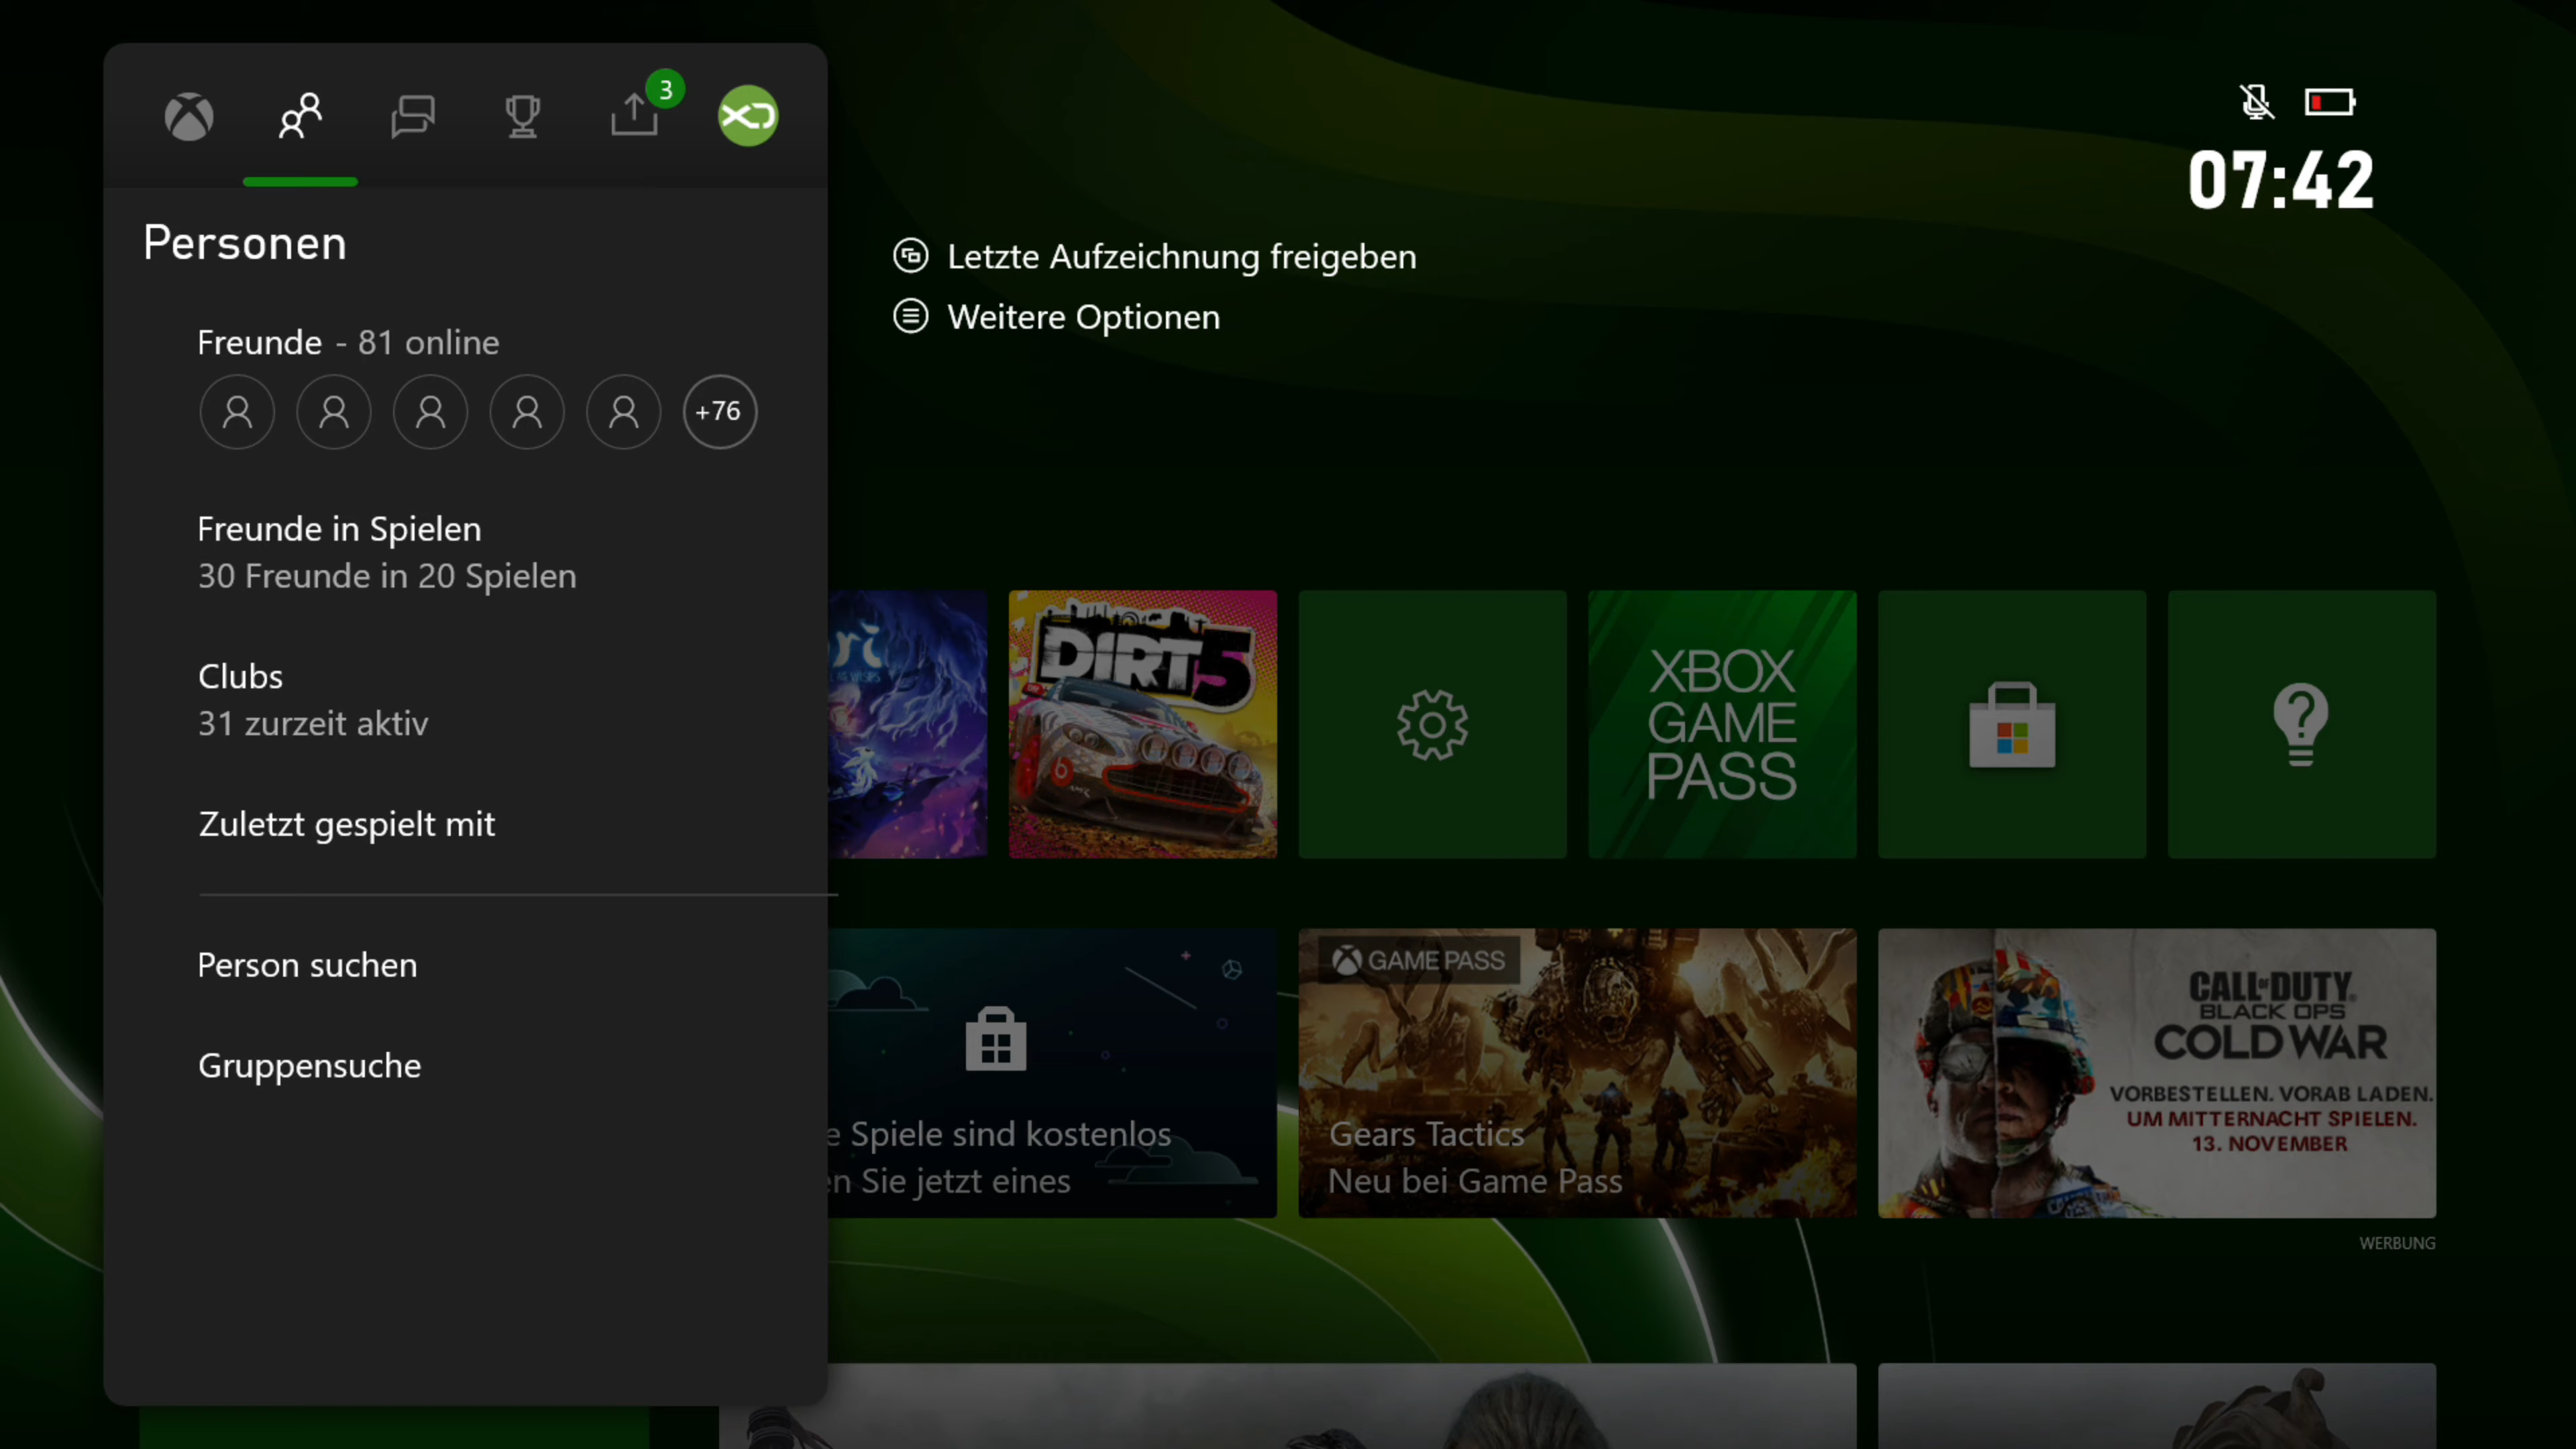 3
07:42
Personen
Letzte Aufzeichnung freigeben
Weitere Optionen
Freunde - 81 online
+76
Freunde in Spielen
30 Freunde in 20 Spielen
Clubs
31 zurzeit aktiv
Zuletzt gespielt mit
Person suchen
Gruppensuche
ri
DIRT 5
XBOX
GAME
PASS
e Spiele sind kostenlos
n Sie jetzt eines
GAME PASS
Gears Tactics
Neu bei Game Pass
CALL OF DUTY
BLACK OPS
COLD WAR
VORBESTELLEN. VORAB LADEN.
UM MITTERNACHT SPIELEN.
13. NOVEMBER
WERBUNG